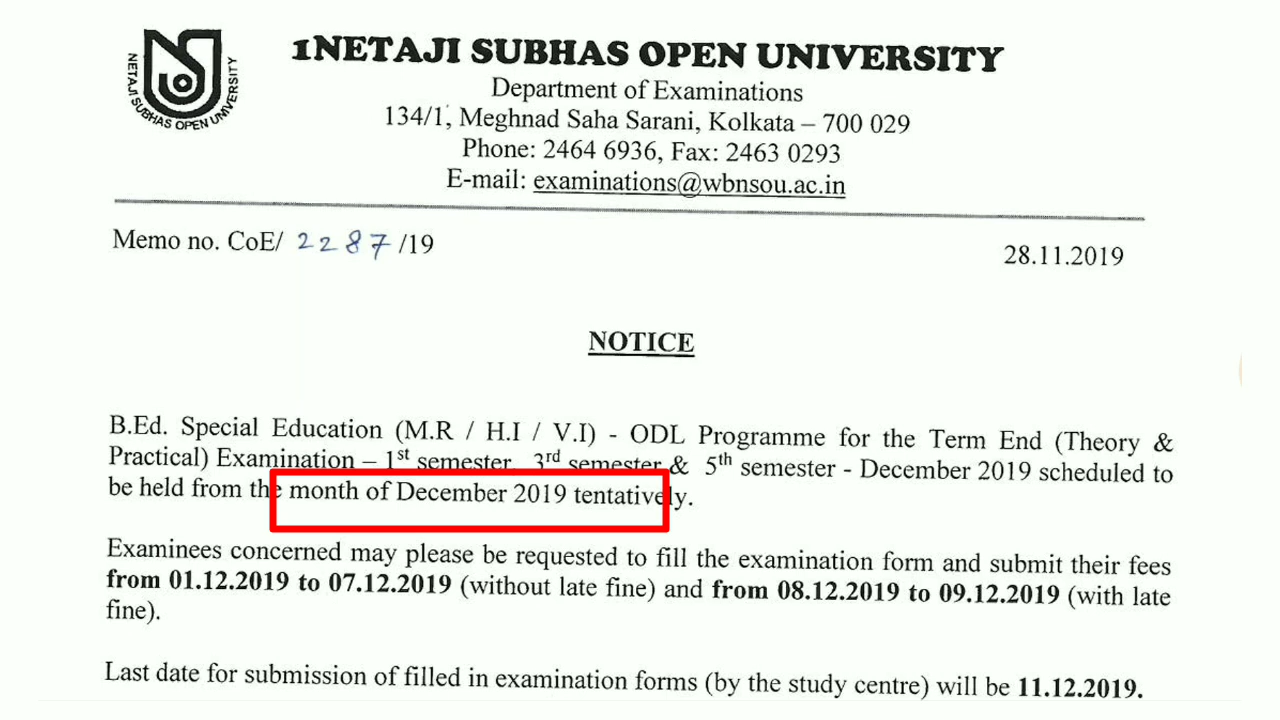 NETAJI SUBHAS OPEN UNIVERSITY
1NETAJI SUBHAS OPEN UNIVERSITY
Department of Examinations
134/1, Meghnad Saha Sarani, Kolkata – 700 029
Phone: 2464 6936, Fax: 2463 0293
E-mail: examinations@wbnsou.ac.in
Memo no. CoE/ 2287 /19
28.11.2019
NOTICE
B.Ed. Special Education (M.R / H.I / V.I) - ODL Programme for the Term End (Theory &
Practical) Examination – 1st semester, 3rd semester & 5th semester - December 2019 scheduled to
be held from the month of December 2019 tentatively.
Examinees concerned may please be requested to fill the examination form and submit their fees
from 01.12.2019 to 07.12.2019 (without late fine) and from 08.12.2019 to 09.12.2019 (with late
fine).
Last date for submission of filled in examination forms (by the study centre) will be 11.12.2019.